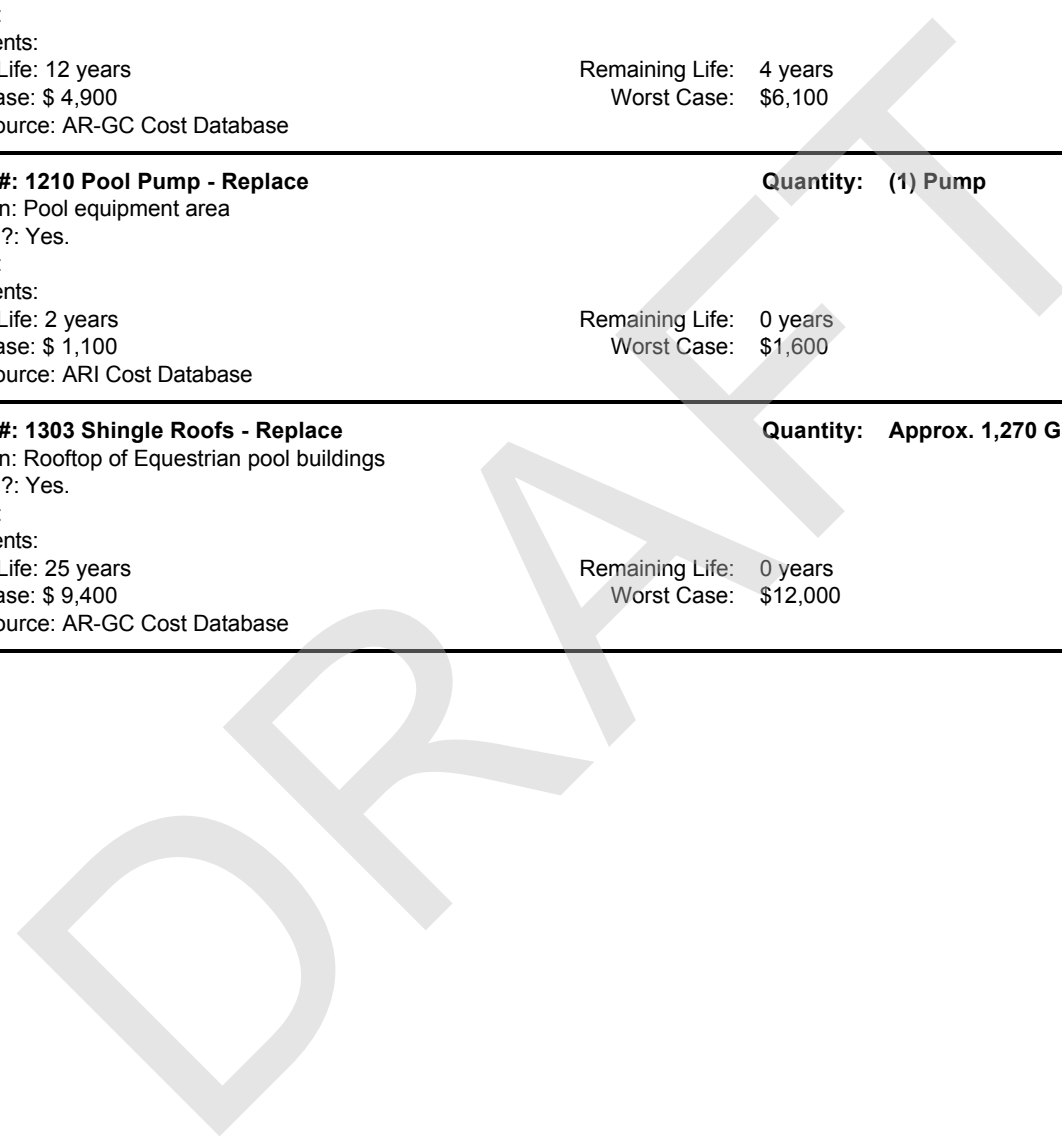 :
ents:
Life: 12 years Remaining Life: 4 years
ase: $ 4,900 Worst Case: $6,100
ource: AR-GC Cost Database
#: 1210 Pool Pump - Replace Quantity: (1) Pump
n: Pool equipment area
?: Yes.
:
ents:
Life: 2 years Remaining Life: 0 years
ase: $ 1,100 Worst Case: $1,600
ource: ARI Cost Database
#: 1303 Shingle Roofs - Replace Quantity: Approx. 1,270 G
n: Rooftop of Equestrian pool buildings
?: Yes.
:
ents:
Life: 25 years Remaining Life: 0 years
ase: $ 9,400 Worst Case: $12,000
ource: AR-GC Cost Database
DRAFT